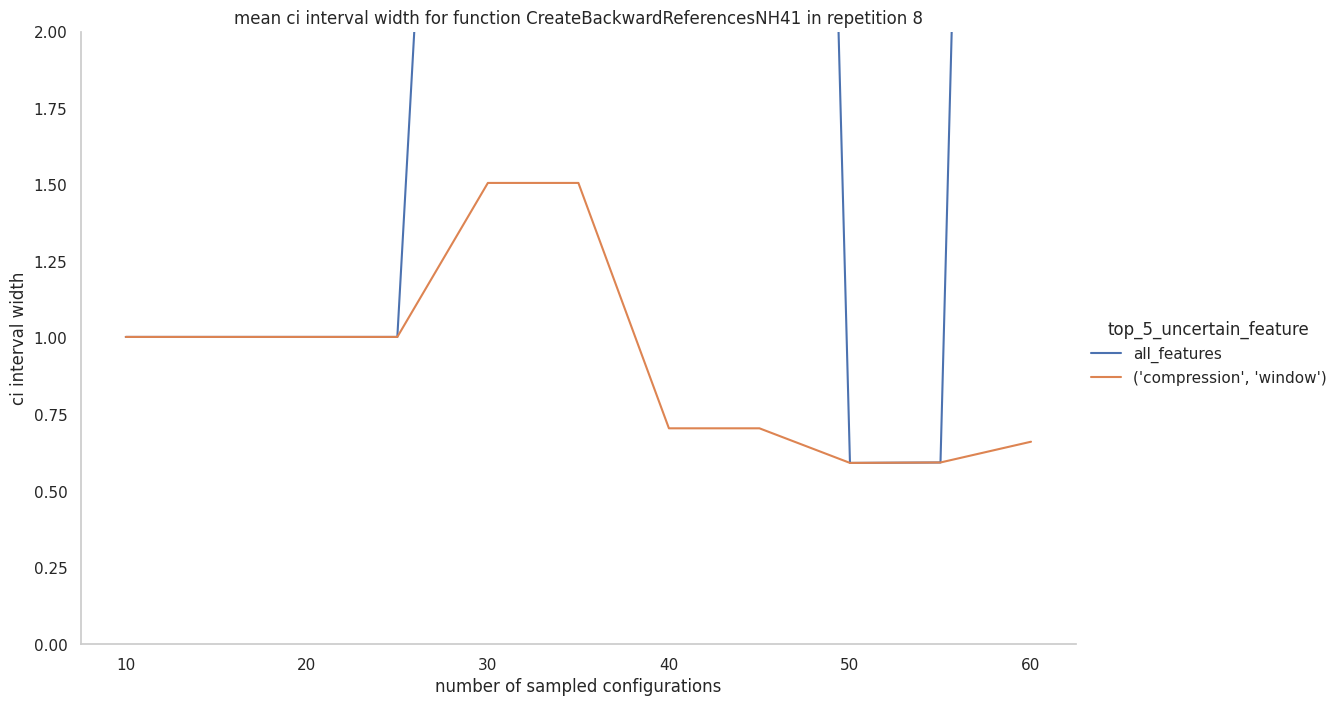 mean ci interval width for function CreateBackwardReferencesNH41 in repetition 8
2.00
1.75
1.50
1.25
1.00
0.75
0.50
0.25
0.00
ci interval width
10
20
30
40
50
60
number of sampled configurations
top_5_uncertain_feature
all_features
('compression', 'window')